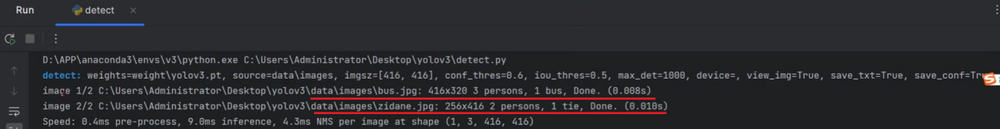 Run detect
D:\APP\anaconda3\envs\v3\python.exe C:\Users\Administrator\Desktop\yolov3\detect.py
detect: weights=weight\yolov3.pt, source=data\images, imgsz=[416, 416], conf_thres=0.6, iou_thres=0.5, max_det=1000, device=, view_img=True, save_txt=True, save_conf=True
image 1/2 C:\Users\Administrator\Desktop\yolov3\data\images\bus.jpg: 416x320 3 persons, 1 bus, Done. (0.008s)
image 2/2 C:\Users\Administrator\Desktop\yolov3\data\images\zidane.jpg: 256x416 2 persons, 1 tie, Done. (0.010s)
Speed: 0.4ms pre-process, 9.0ms inference, 4.3ms NMS per image at shape (1, 3, 416, 416)